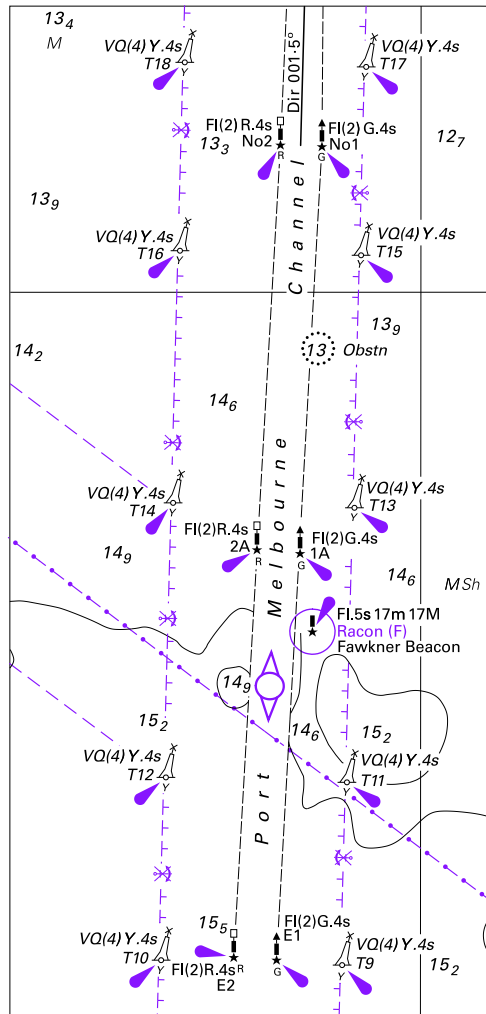 13₄
M
VQ(4) Y.4s
T18
Y
VQ(4) Y.4s
T17
Y
Dir 001·5°
Fl(2) R.4s
No2
R
Fl(2) G.4s
No1
G
13₃
12₇
13₉
VQ(4) Y.4s
T16
Y
VQ(4) Y.4s
T15
Y
Port Melbourne Channel
13₉
13 Obstn
14₂
14₆
VQ(4) Y.4s
T14
Y
VQ(4) Y.4s
T13
Y
Fl(2)R.4s
2A
R
Fl(2)G.4s
1A
G
14₉
14₆
M Sh
Fl.5s 17m 17M
Racon (F)
Fawkner Beacon
14₉
15₂
14₆
15₂
VQ(4) Y.4s
T12
Y
VQ(4) Y.4s
T11
Y
15₅
Fl(2)G.4s
E1
G
VQ(4) Y.4s
T10
Y
Fl(2)R.4s
R
E2
VQ(4) Y.4s
T9
Y
15₂